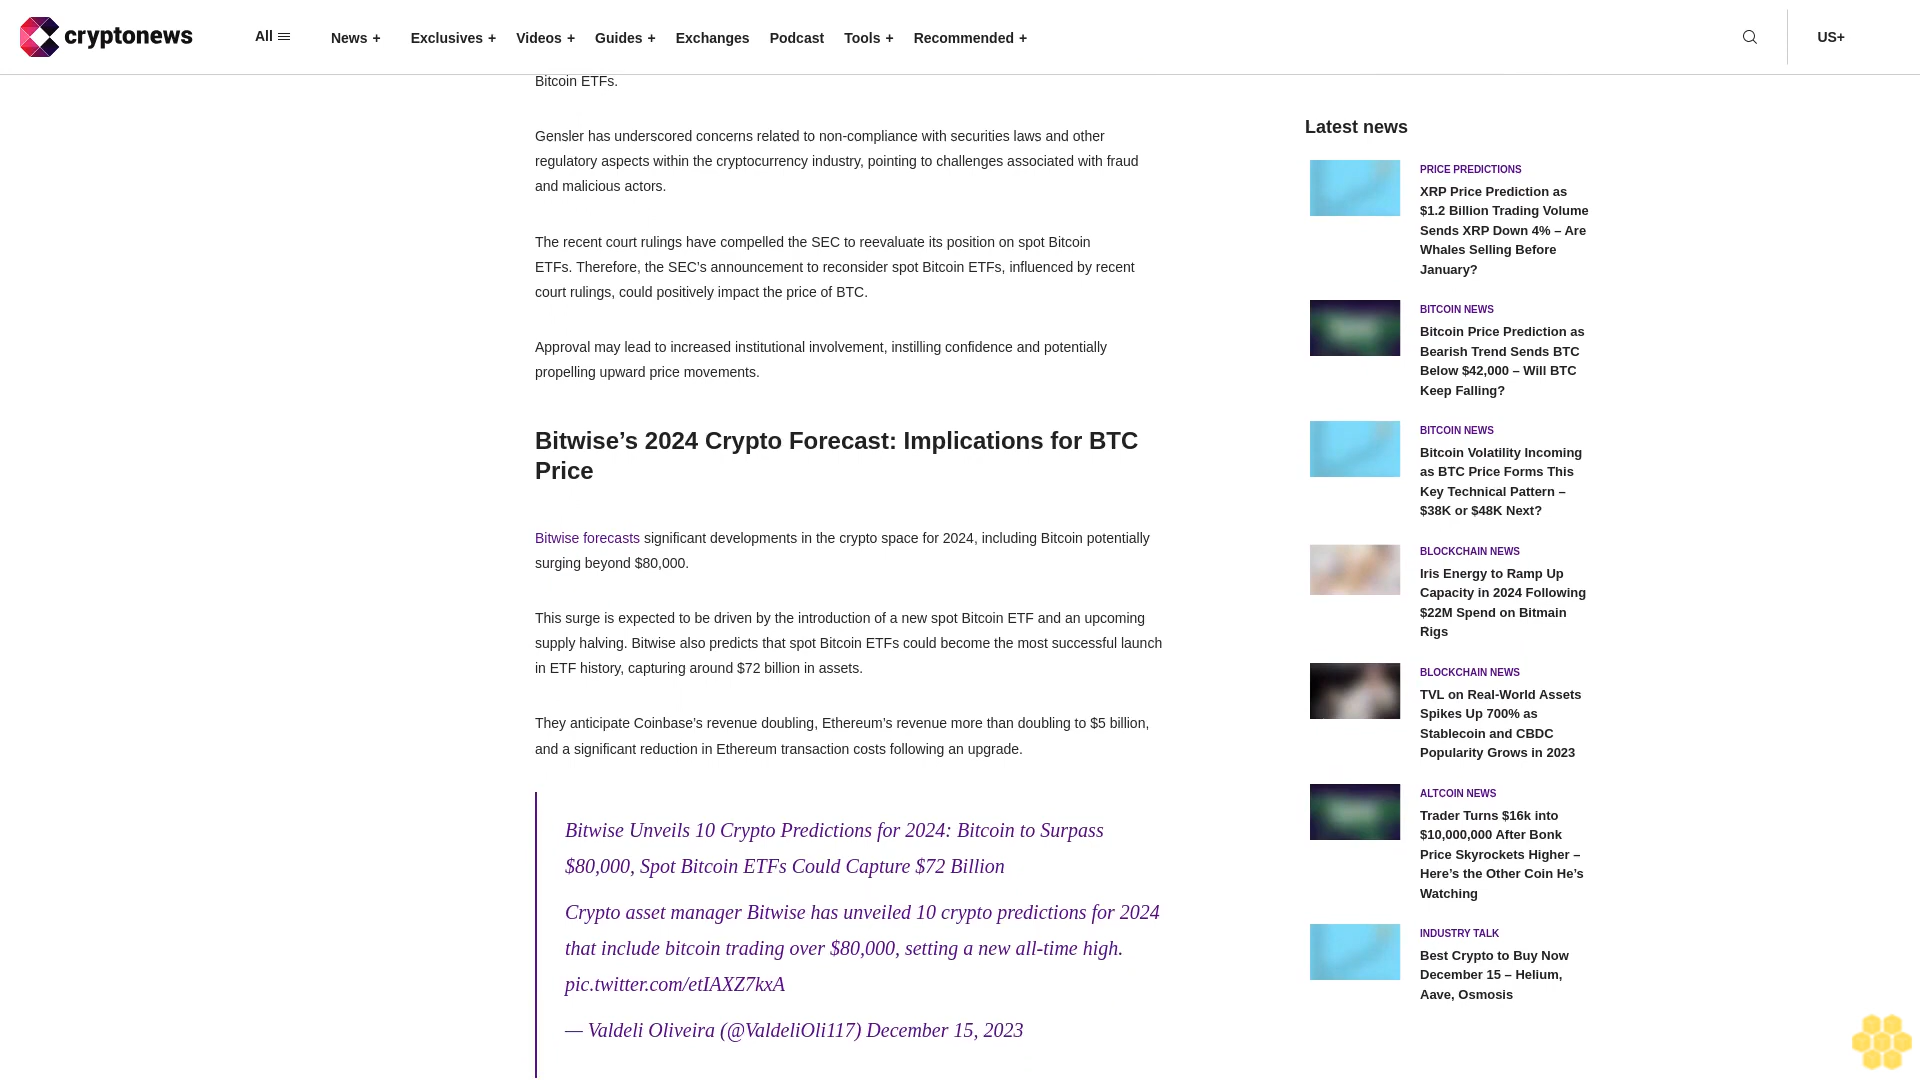 cryptonews
All
News +
Exclusives +
Videos +
Guides +
Exchanges
Podcast
Tools +
Recommended +
US+
Bitcoin ETFs.
Gensler has underscored concerns related to non-compliance with securities laws and other
regulatory aspects within the cryptocurrency industry, pointing to challenges associated with fraud
and malicious actors.
The recent court rulings have compelled the SEC to reevaluate its position on spot Bitcoin
ETFs. Therefore, the SEC’s announcement to reconsider spot Bitcoin ETFs, influenced by recent
court rulings, could positively impact the price of BTC.
Approval may lead to increased institutional involvement, instilling confidence and potentially
propelling upward price movements.
Bitwise’s 2024 Crypto Forecast: Implications for BTC
Price
Bitwise forecasts significant developments in the crypto space for 2024, including Bitcoin potentially
surging beyond $80,000.
This surge is expected to be driven by the introduction of a new spot Bitcoin ETF and an upcoming
supply halving. Bitwise also predicts that spot Bitcoin ETFs could become the most successful launch
in ETF history, capturing around $72 billion in assets.
They anticipate Coinbase’s revenue doubling, Ethereum’s revenue more than doubling to $5 billion,
and a significant reduction in Ethereum transaction costs following an upgrade.
Bitwise Unveils 10 Crypto Predictions for 2024: Bitcoin to Surpass
$80,000, Spot Bitcoin ETFs Could Capture $72 Billion
Crypto asset manager Bitwise has unveiled 10 crypto predictions for 2024
that include bitcoin trading over $80,000, setting a new all-time high.
pic.twitter.com/etIAXZ7kxA
— Valdeli Oliveira (@ValdeliOli117) December 15, 2023
Latest news
PRICE PREDICTIONS
XRP Price Prediction as
$1.2 Billion Trading Volume
Sends XRP Down 4% – Are
Whales Selling Before
January?
BITCOIN NEWS
Bitcoin Price Prediction as
Bearish Trend Sends BTC
Below $42,000 – Will BTC
Keep Falling?
BITCOIN NEWS
Bitcoin Volatility Incoming
as BTC Price Forms This
Key Technical Pattern –
$38K or $48K Next?
BLOCKCHAIN NEWS
Iris Energy to Ramp Up
Capacity in 2024 Following
$22M Spend on Bitmain
Rigs
BLOCKCHAIN NEWS
TVL on Real-World Assets
Spikes Up 700% as
Stablecoin and CBDC
Popularity Grows in 2023
ALTCOIN NEWS
Trader Turns $16k into
$10,000,000 After Bonk
Price Skyrockets Higher –
Here’s the Other Coin He’s
Watching
INDUSTRY TALK
Best Crypto to Buy Now
December 15 – Helium,
Aave, Osmosis